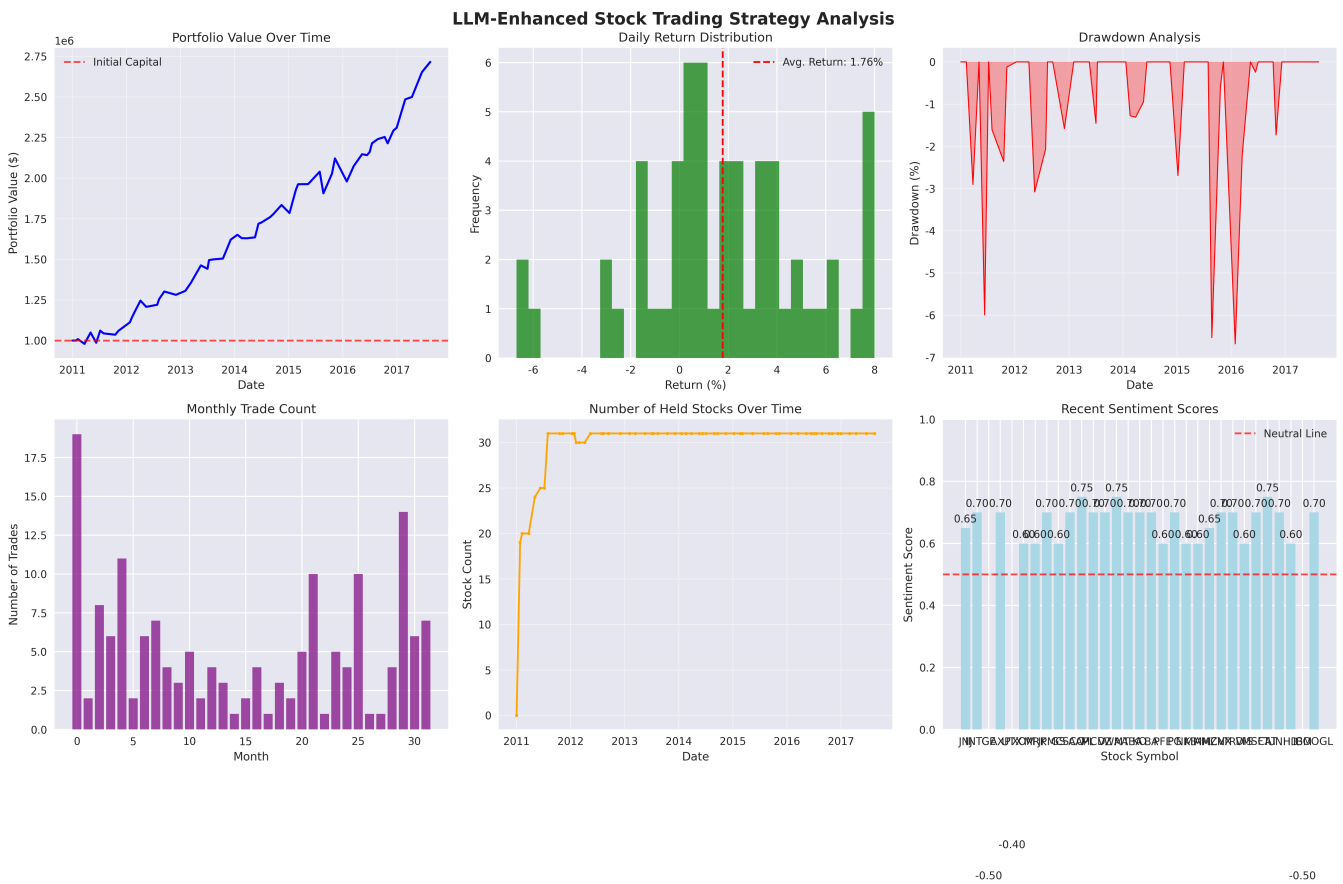 LLM-Enhanced Stock Trading Strategy Analysis
Portfolio Value Over Time
1e6
Initial Capital
2.75
2.50
2.25
2.00
1.75
1.50
1.25
1.00
Portfolio Value ($)
2011 2012 2013 2014 2015 2016 2017
Date
Daily Return Distribution
Avg. Return: 1.76%
6
5
4
3
2
1
0
Frequency
-6 -4 -2 0 2 4 6 8
Return (%)
Drawdown Analysis
0
-1
-2
-3
-4
-5
-6
-7
Drawdown (%)
2011 2012 2013 2014 2015 2016 2017
Date
Monthly Trade Count
17.5
15.0
12.5
10.0
7.5
5.0
2.5
0.0
Number of Trades
0 5 10 15 20 25 30
Month
Number of Held Stocks Over Time
30
25
20
15
10
5
0
Stock Count
2011 2012 2013 2014 2015 2016 2017
Date
Recent Sentiment Scores
Neutral Line
1.0
0.8
0.6
0.4
0.2
0.0
Sentiment Score
0.75 0.75 0.75
0.70 0.70 0.70 0.70
0.65 0.65
0.60 0.60 0.60
Stock Symbol
-0.40
-0.50 -0.50